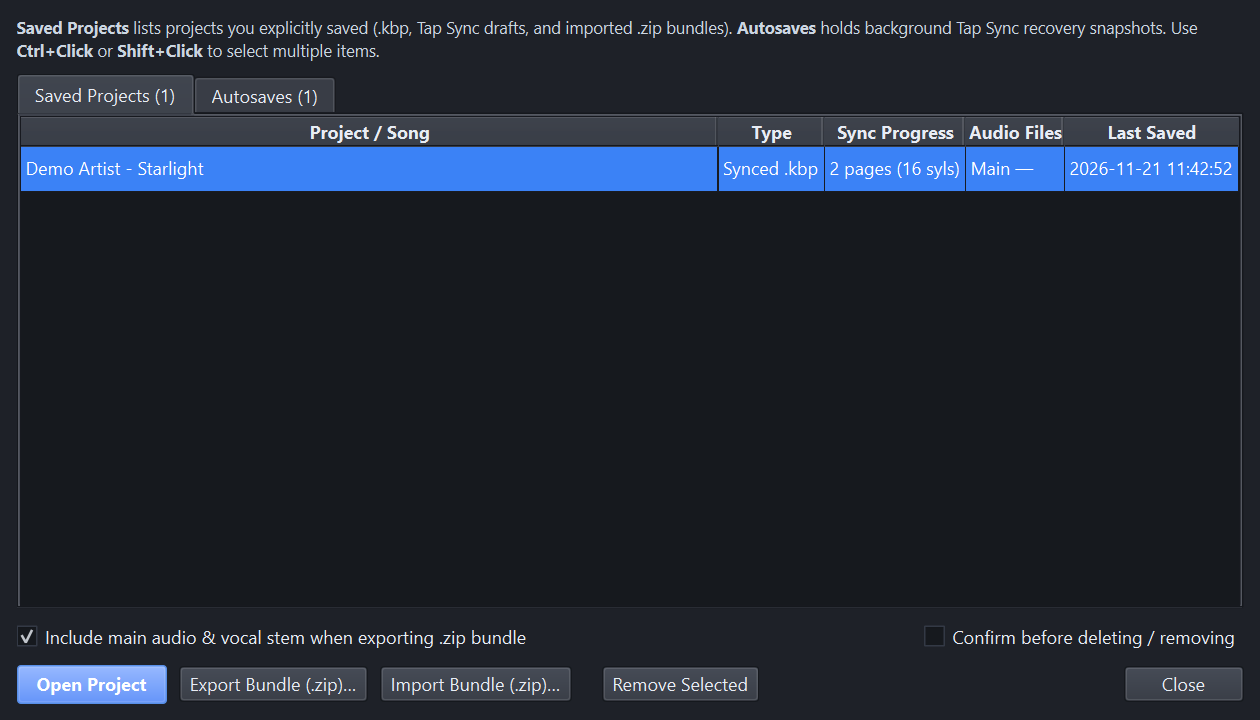 Saved Projects lists projects you explicitly saved (.kbp, Tap Sync drafts, and imported .zip bundles). Autosaves holds background Tap Sync recovery snapshots. Use
Ctrl+Click or Shift+Click to select multiple items.
Saved Projects (1) Autosaves (1)
Project / Song Type Sync Progress Audio Files Last Saved
Demo Artist - Starlight Synced .kbp 2 pages (16 syls) Main — 2026-11-21 11:42:52
Include main audio & vocal stem when exporting .zip bundle Confirm before deleting / removing
Open Project Export Bundle (.zip)... Import Bundle (.zip)... Remove Selected Close